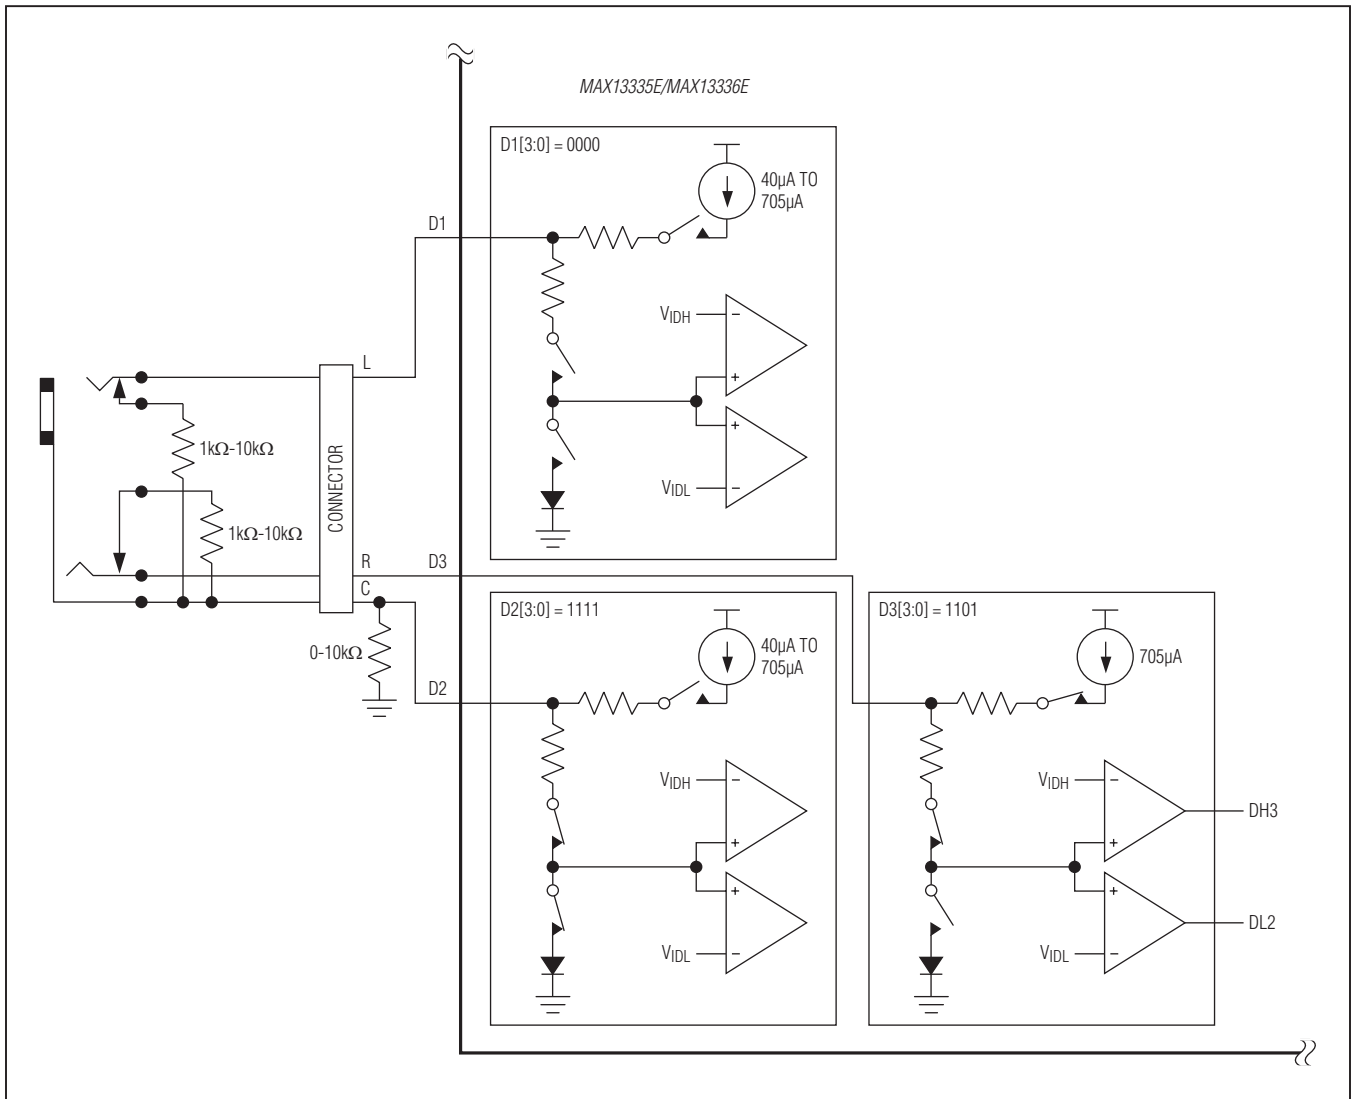 MAX13335E/MAX13336E
D1[3:0] = 0000
40µA TO
705µA
D1
VIDH
−
+
+
VIDL
−
L
1kΩ-10kΩ
1kΩ-10kΩ
CONNECTOR
R
D3
C
0-10kΩ
D2
D2[3:0] = 1111
40µA TO
705µA
VIDH
−
+
+
VIDL
−
D3[3:0] = 1101
705µA
VIDH
−
+
+
VIDL
−
DH3
DL2